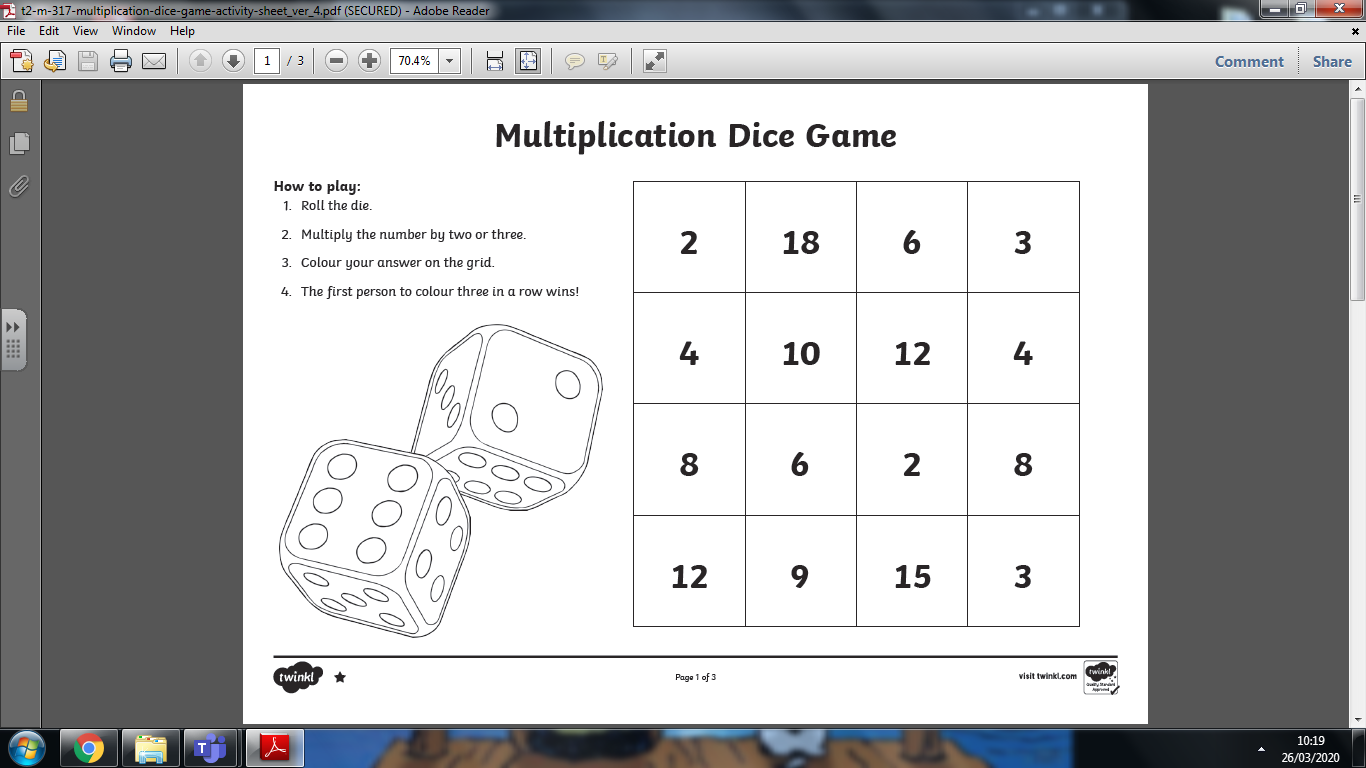 t2-m-317-multiplication-dice-game-activity-sheet_ver_4.pdf (SECURED) - Adobe Reader
File Edit View Window Help
1 / 3 70.4% Comment Share
Multiplication Dice Game
How to play:
1. Roll the die.
2. Multiply the number by two or three.
3. Colour your answer on the grid.
4. The first person to colour three in a row wins!
2 18 6 3
4 10 12 4
8 6 2 8
12 9 15 3
twinkl
Page 1 of 3
visit twinkl.com
twinkl
Quality Standard
Approved
10:19
26/03/2020